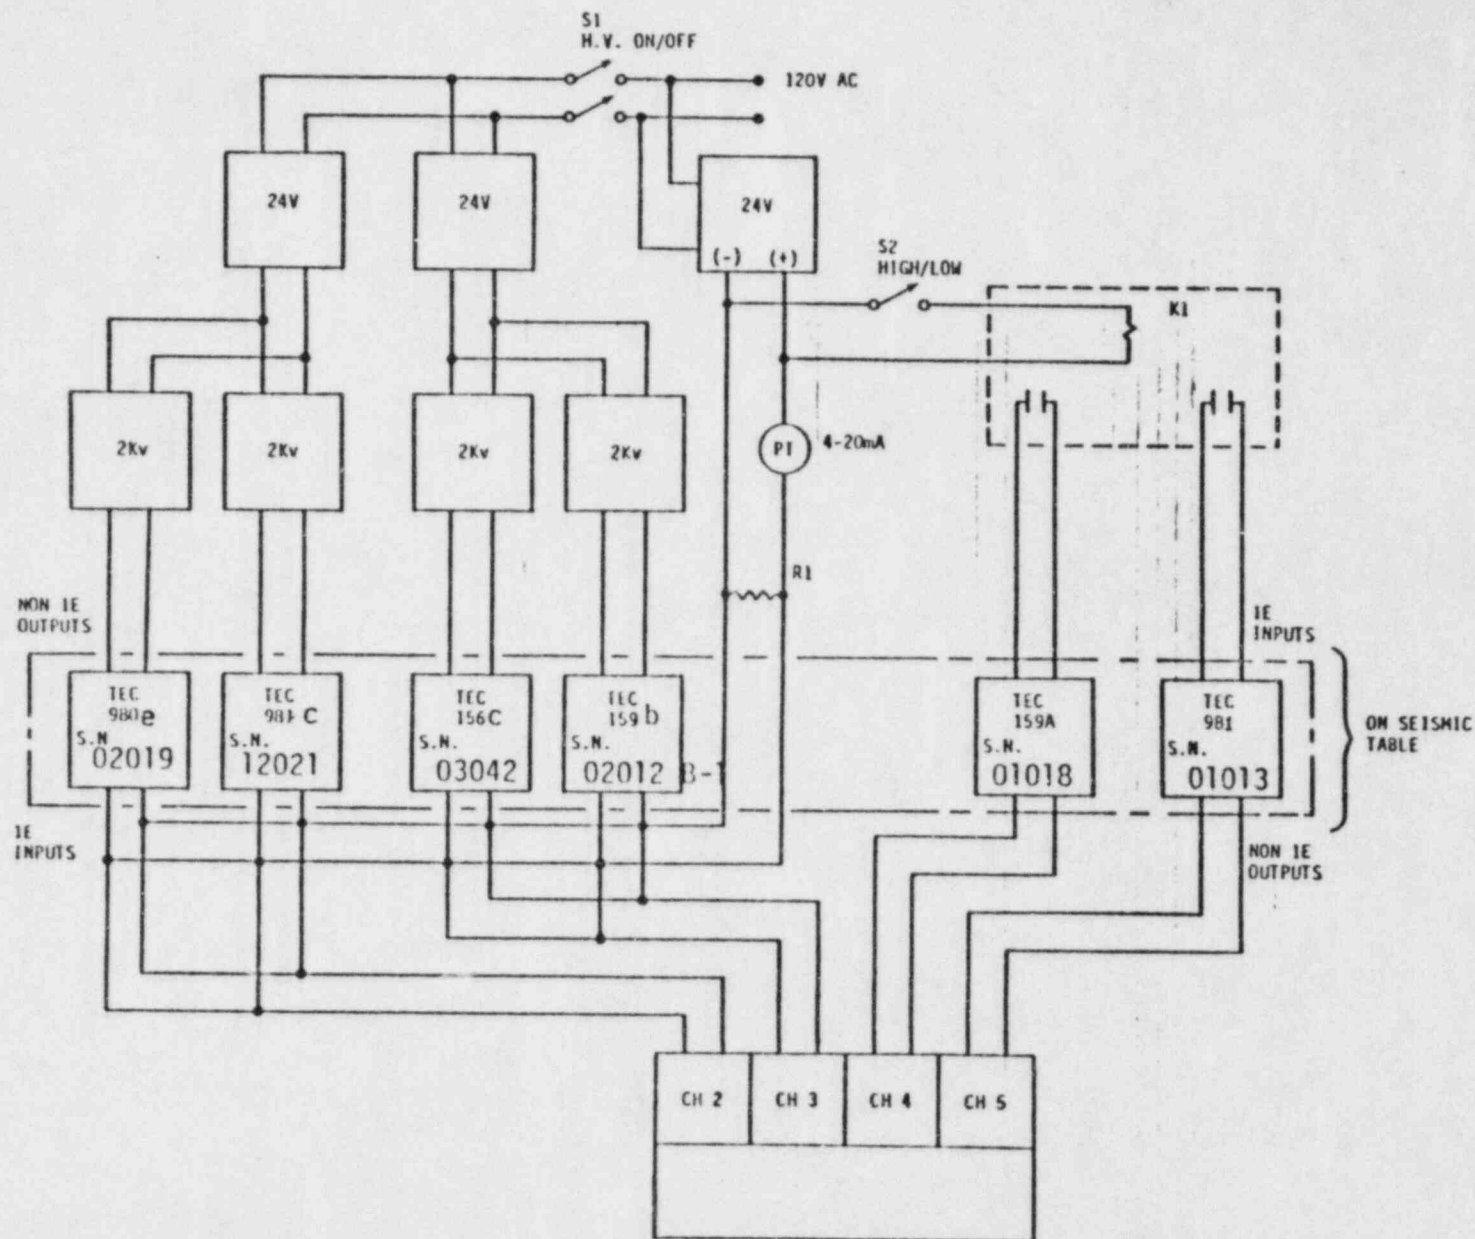 S1
H.V. ON/OFF
120V AC
24V
24V
24V
(-) (+)
S2
HIGH/LOW
K1
2Kv
2Kv
2Kv
2Kv
PT
4-20mA
R1
NON 1E
OUTPUTS
1E
INPUTS
TEC
980e
S.N.
02019
TEC
981C
S.N.
12021
TEC
156C
S.N.
03042
TEC
159b
S.N.
02012 B-1
TEC
159A
S.N.
01018
TEC
981
S.N.
01013
ON SEISMIC
TABLE
1E
INPUTS
NON 1E
OUTPUTS
CH 2
CH 3
CH 4
CH 5